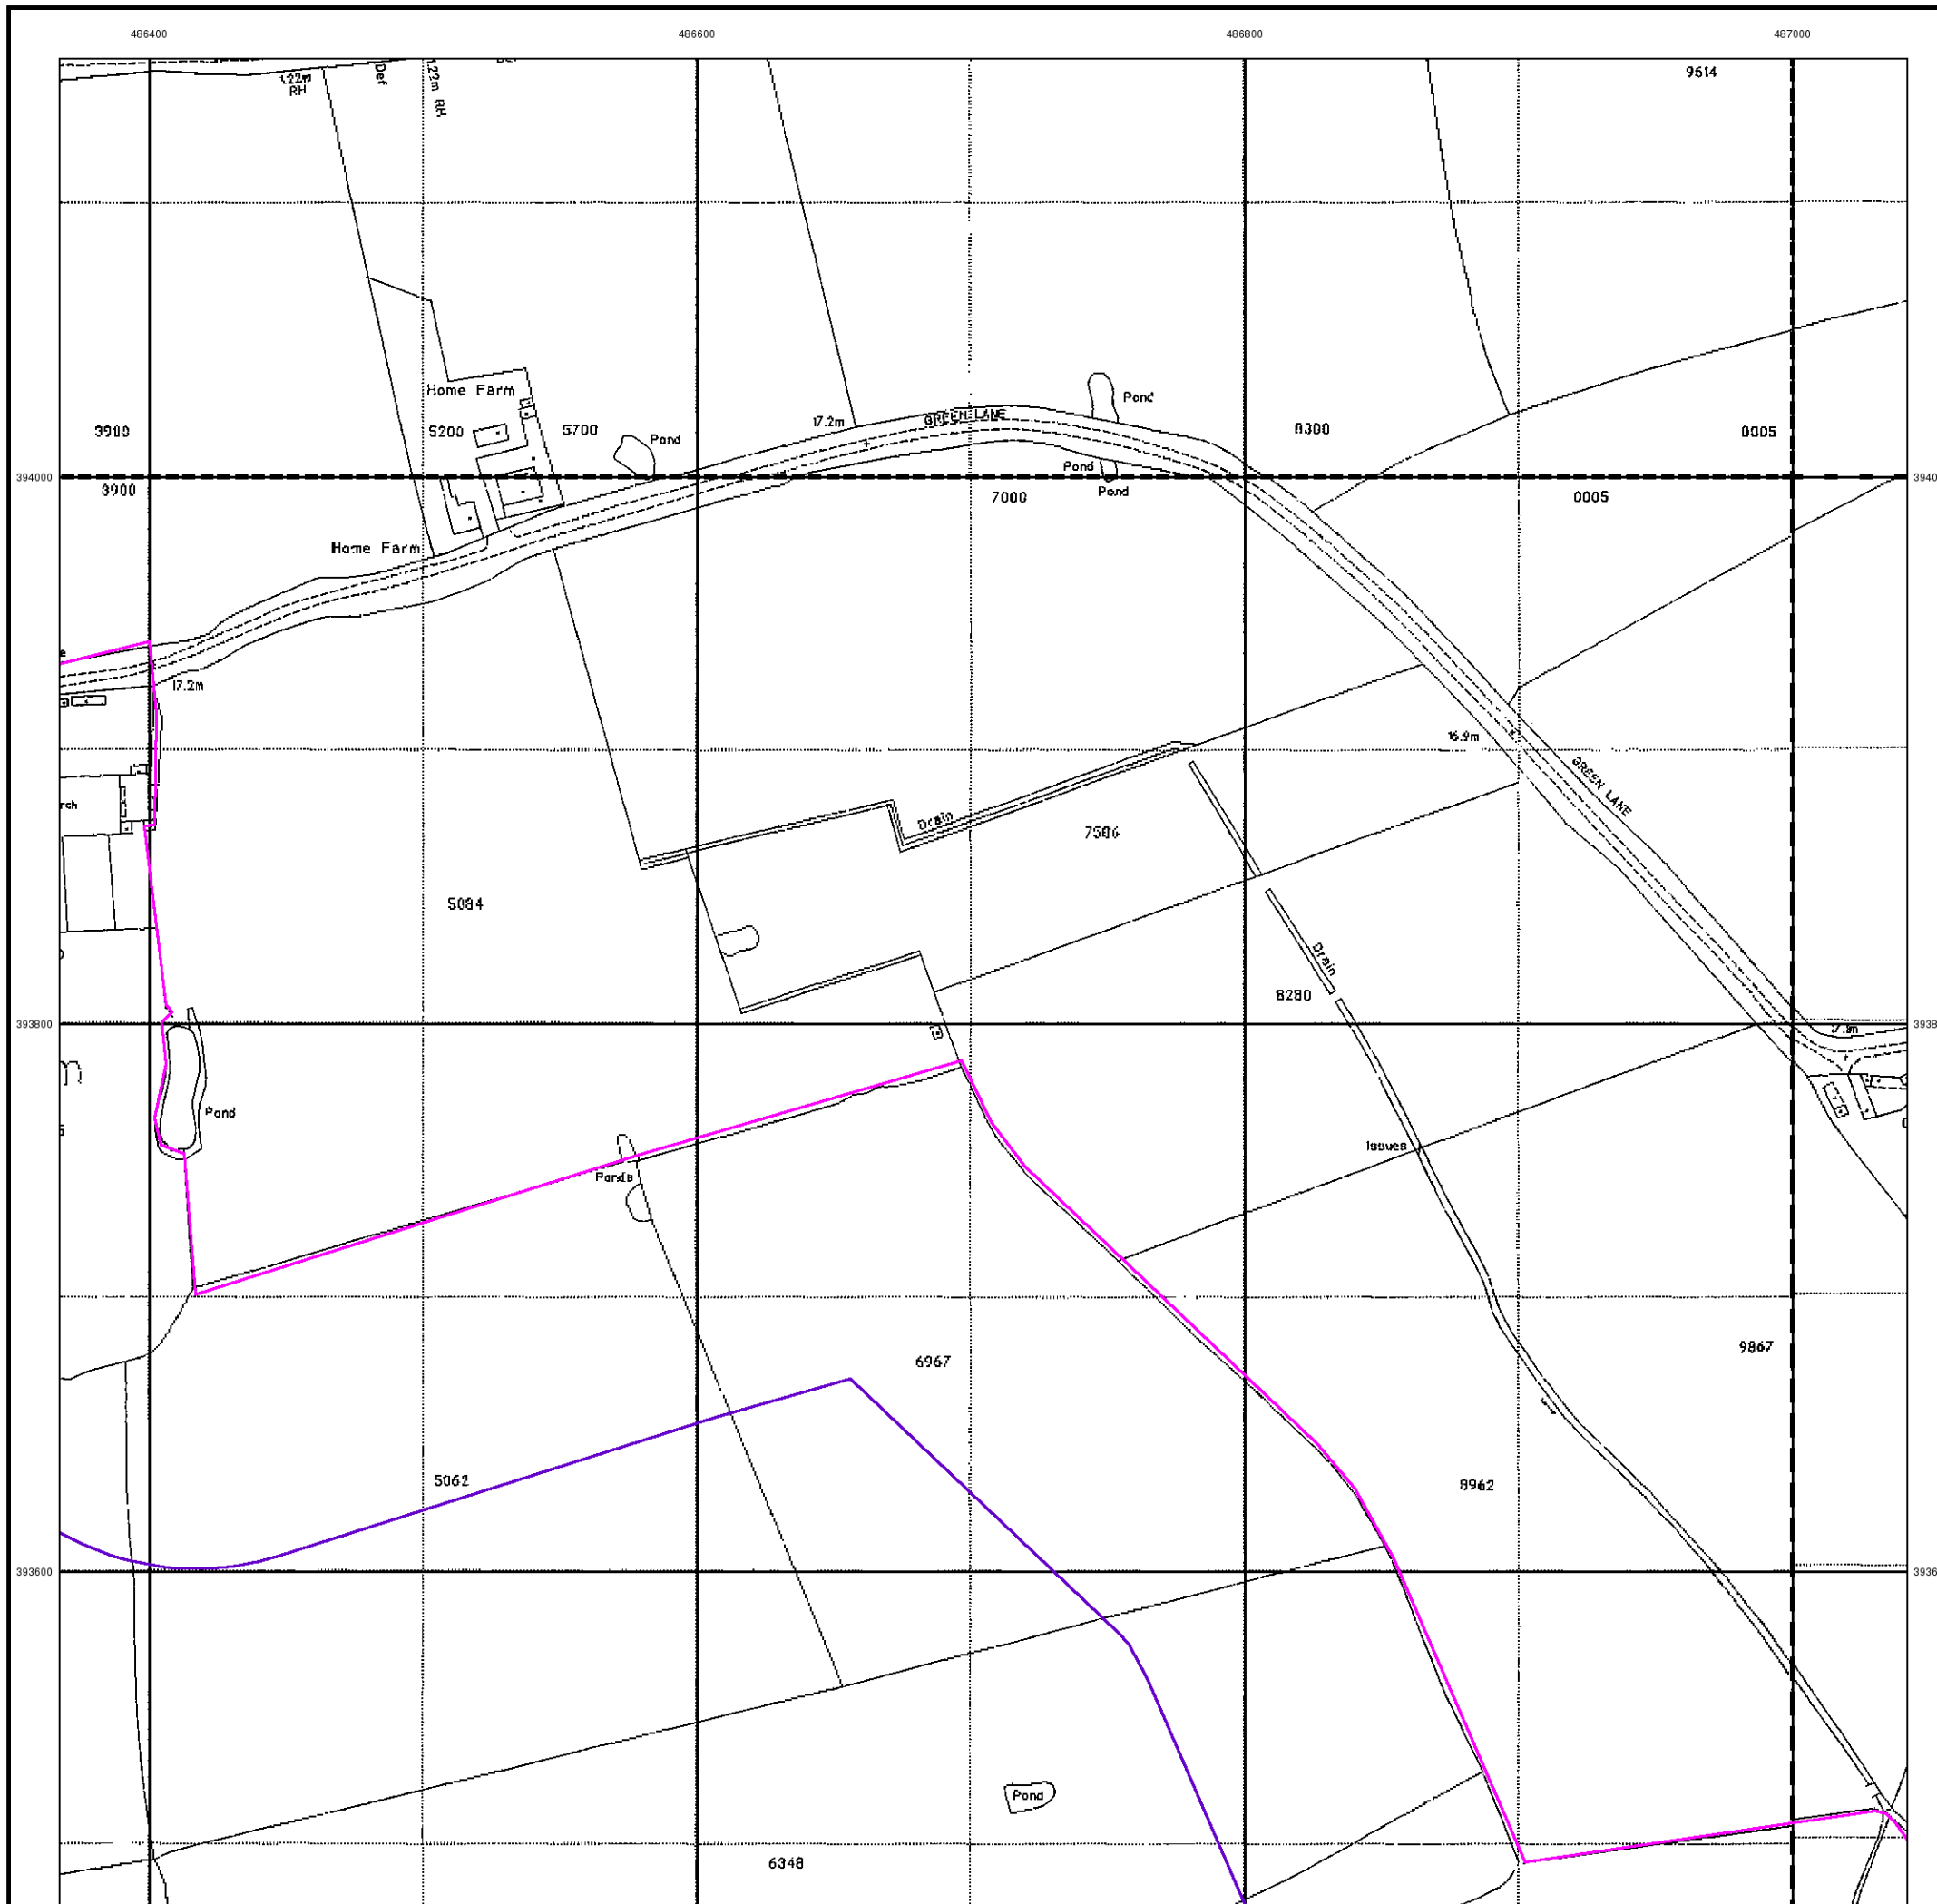 486400
486600
486800
487000
1.22m
RH
Def
1.22m RH
9614
Home Farm
17.2m
GREEN LANE
Pond
3900
5200
5700
Pond
8300
0005
394000
Pond
3900
Pond
7000
0005
Home Farm
17.2m
16.9m
GREEN LANE
rch
Drain
7586
5084
Drain
8280
393800
Pond
Issues
Ponds
6967
9867
5062
8962
393600
Pond
6348